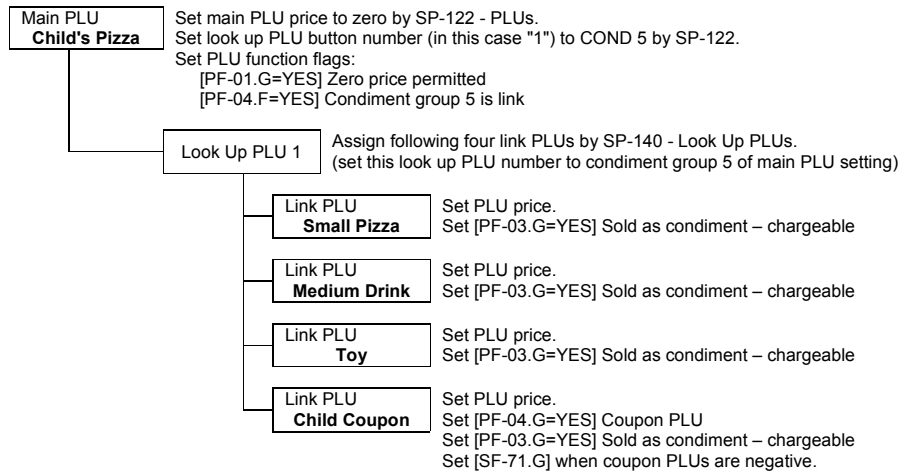 Main PLU
Child's Pizza
Set main PLU price to zero by SP-122 - PLUs.
Set look up PLU button number (in this case "1") to COND 5 by SP-122.
Set PLU function flags:
[PF-01.G=YES] Zero price permitted
[PF-04.F=YES] Condiment group 5 is link
Look Up PLU 1
Assign following four link PLUs by SP-140 - Look Up PLUs.
(set this look up PLU number to condiment group 5 of main PLU setting)
Link PLU
Small Pizza
Set PLU price.
Set [PF-03.G=YES] Sold as condiment – chargeable
Link PLU
Medium Drink
Set PLU price.
Set [PF-03.G=YES] Sold as condiment – chargeable
Link PLU
Toy
Set PLU price.
Set [PF-03.G=YES] Sold as condiment – chargeable
Link PLU
Child Coupon
Set PLU price.
Set [PF-04.G=YES] Coupon PLU
Set [PF-03.G=YES] Sold as condiment – chargeable
Set [SF-71.G] when coupon PLUs are negative.